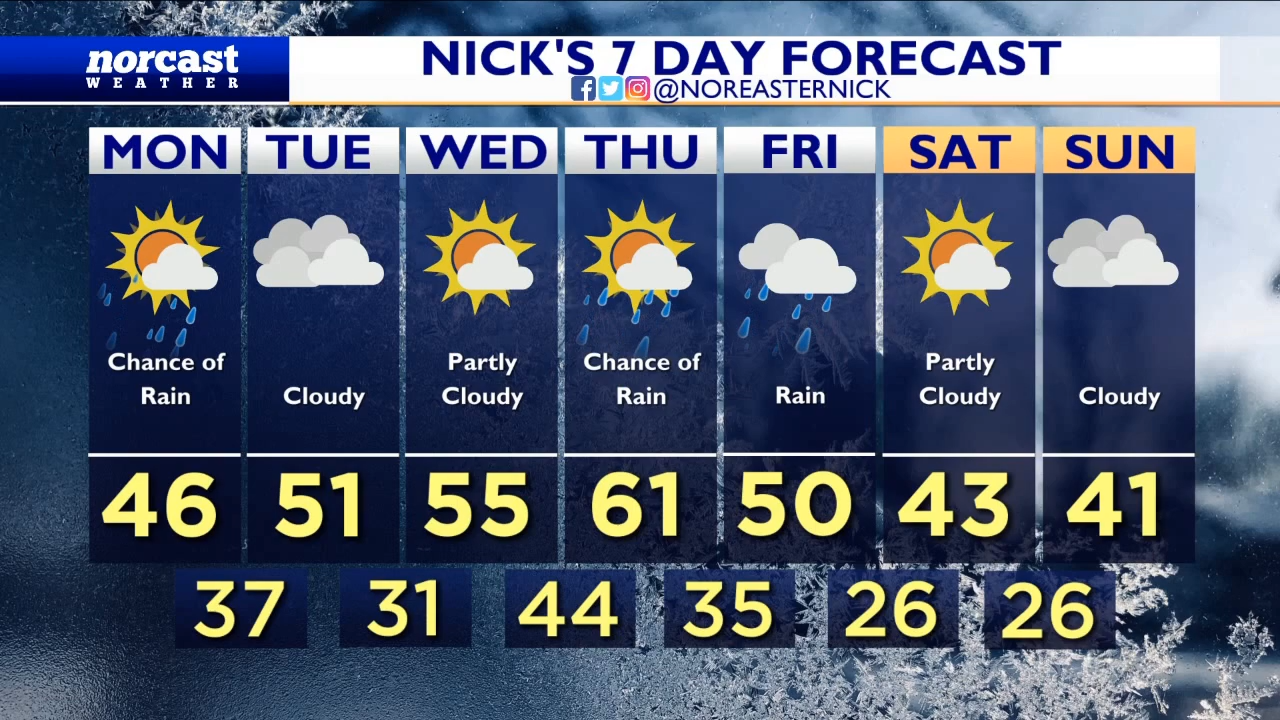 norcast
WEATHER
NICK'S 7 DAY FORECAST
@NOREASTERNICK
MON TUE WED THU FRI SAT SUN
Chance of
Rain
Cloudy
Partly
Cloudy
Chance of
Rain
Rain
Partly
Cloudy
Cloudy
46 51 55 61 50 43 41
37 31 44 35 26 26